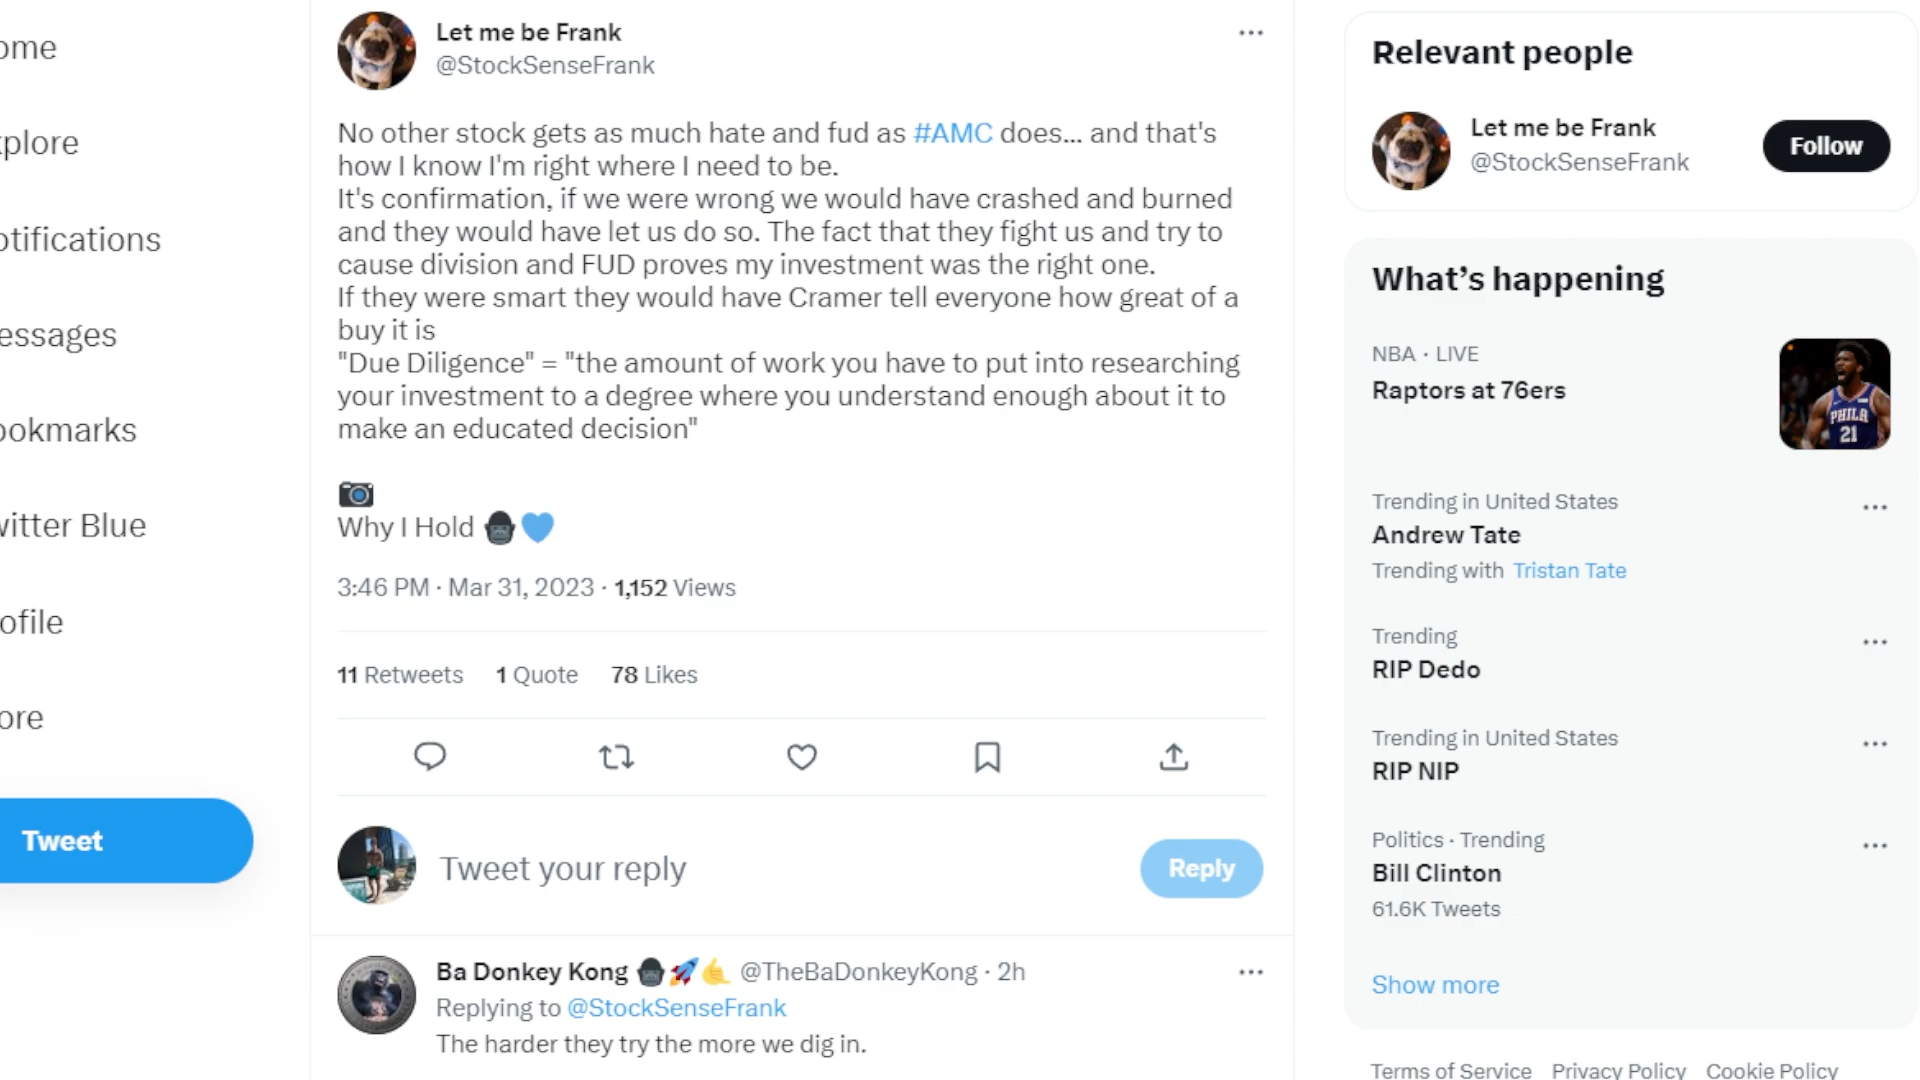 ome
xplore
otifications
essages
ookmarks
witter Blue
ofile
ore
Tweet
Let me be Frank
@StockSenseFrank
No other stock gets as much hate and fud as #AMC does... and that's
how I know I'm right where I need to be.
It's confirmation, if we were wrong we would have crashed and burned
and they would have let us do so. The fact that they fight us and try to
cause division and FUD proves my investment was the right one.
If they were smart they would have Cramer tell everyone how great of a
buy it is
"Due Diligence" = "the amount of work you have to put into researching
your investment to a degree where you understand enough about it to
make an educated decision"
📷
Why I Hold 🦍💙
3:46 PM · Mar 31, 2023 · 1,152 Views
11 Retweets 1 Quote 78 Likes
Tweet your reply
Reply
Ba Donkey Kong 🦍🚀🤙 @TheBaDonkeyKong · 2h
Replying to @StockSenseFrank
The harder they try the more we dig in.
Relevant people
Let me be Frank
@StockSenseFrank
Follow
What's happening
NBA · LIVE
Raptors at 76ers
PHILA
21
Trending in United States
Andrew Tate
Trending with Tristan Tate
Trending
RIP Dedo
Trending in United States
RIP NIP
Politics · Trending
Bill Clinton
61.6K Tweets
Show more
Terms of Service Privacy Policy Cookie Policy